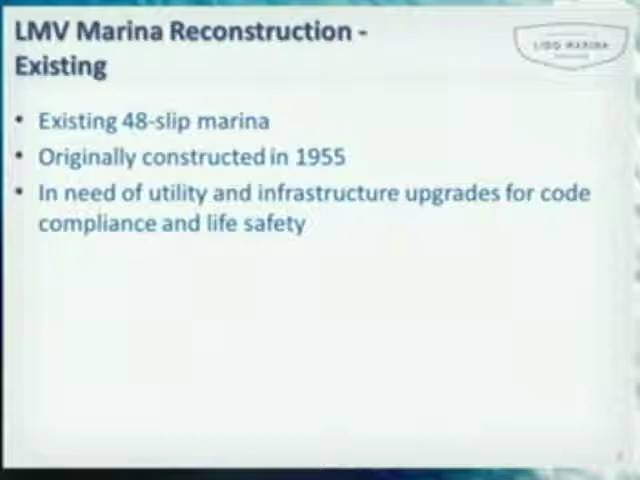 LMV Marina Reconstruction -
Existing
LIDO MARINA
• Existing 48-slip marina
• Originally constructed in 1955
• In need of utility and infrastructure upgrades for code
compliance and life safety